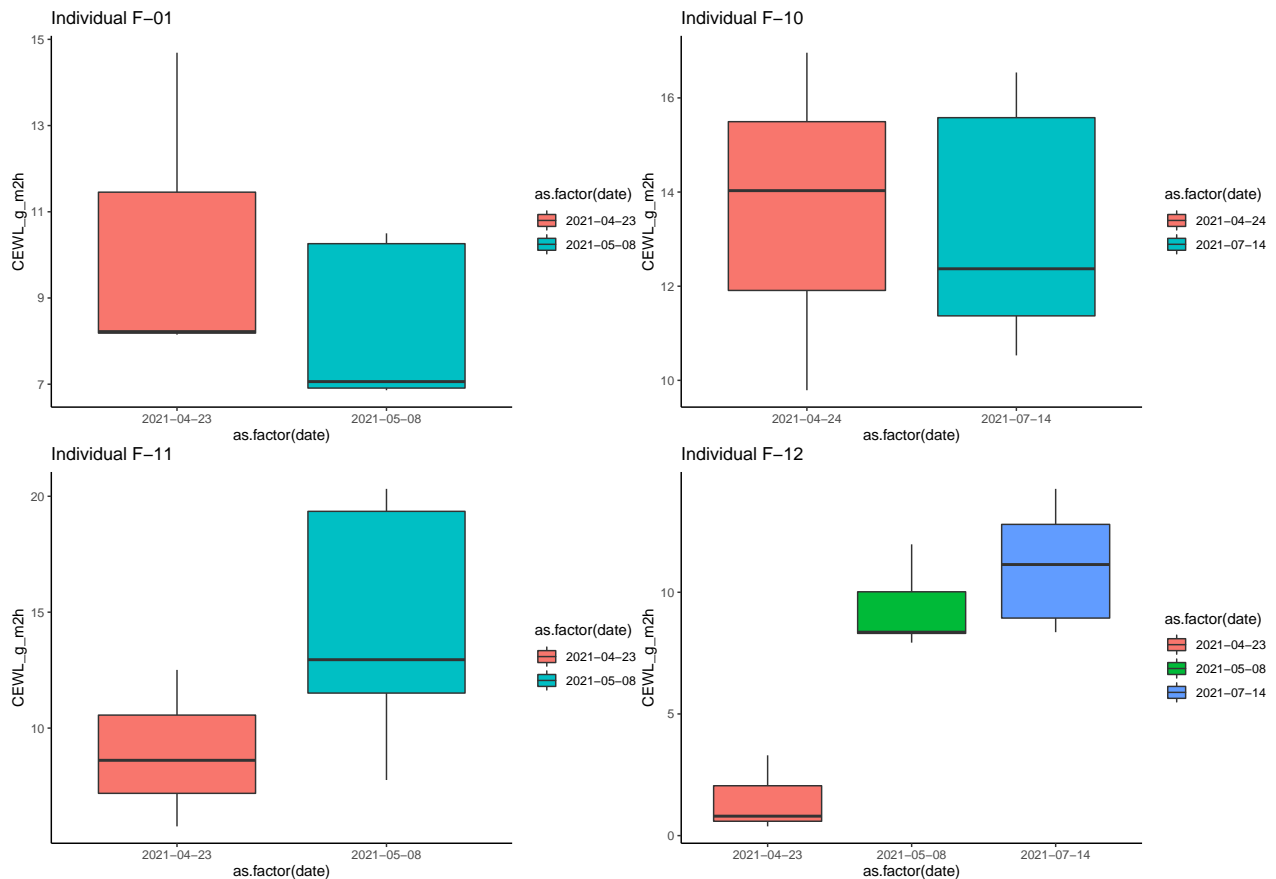 Individual F−01
CEWL_g_m2h
15
13
11
9
7
2021−04−23
2021−05−08
as.factor(date)
as.factor(date)
2021−04−23
2021−05−08
Individual F−10
CEWL_g_m2h
16
14
12
10
2021−04−24
2021−07−14
as.factor(date)
as.factor(date)
2021−04−24
2021−07−14
Individual F−11
CEWL_g_m2h
20
15
10
2021−04−23
2021−05−08
as.factor(date)
as.factor(date)
2021−04−23
2021−05−08
Individual F−12
CEWL_g_m2h
10
5
0
2021−04−23
2021−05−08
2021−07−14
as.factor(date)
as.factor(date)
2021−04−23
2021−05−08
2021−07−14